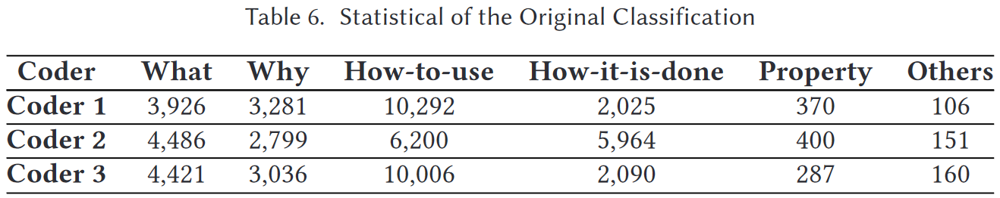 Table 6. Statistical of the Original Classification
Coder What Why How-to-use How-it-is-done Property Others
Coder 1 3,926 3,281 10,292 2,025 370 106
Coder 2 4,486 2,799 6,200 5,964 400 151
Coder 3 4,421 3,036 10,006 2,090 287 160